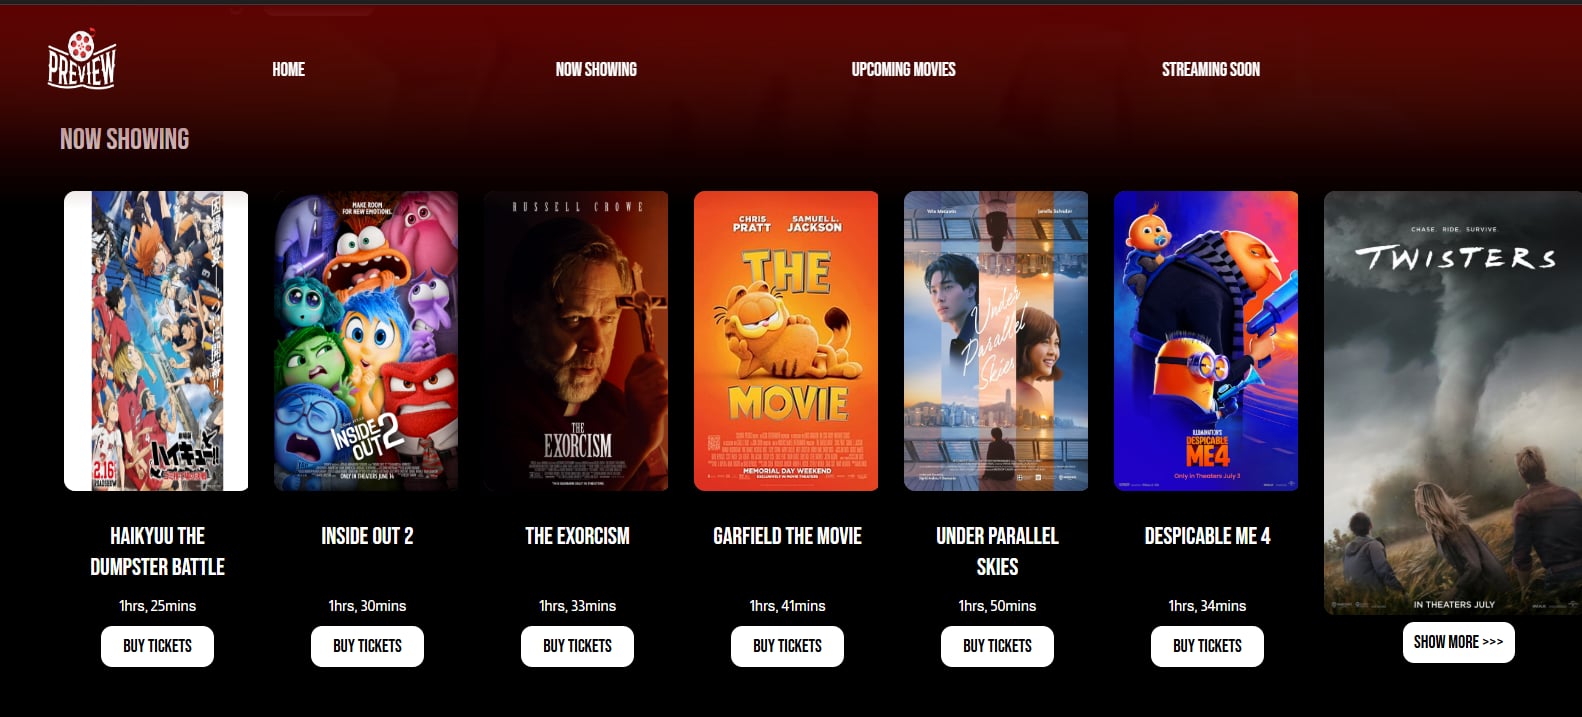 PREVIEW
HOME
NOW SHOWING
UPCOMING MOVIES
STREAMING SOON
NOW SHOWING
2.16
ハイキュー!!
MAKE ROOM
FOR NEW EMOTIONS.
INSIDE
OUT 2
ONLY IN THEATERS JUNE 14
RUSSELL CROWE
THE
EXORCISM
CHRIS
PRATT
SAMUEL L.
JACKSON
THE
MOVIE
MEMORIAL DAY WEEKEND
EXCLUSIVELY IN MOVIE THEATERS
Janella Salvador
Under
Parallel
Skies
ILLUMINATION'S
DESPICABLE
ME4
Only in Theaters July 3
CHASE. RIDE. SURVIVE.
TWISTERS
IN THEATERS JULY
HAIKYUU THE
DUMPSTER BATTLE
1hrs, 25mins
BUY TICKETS
INSIDE OUT 2
1hrs, 30mins
BUY TICKETS
THE EXORCISM
1hrs, 33mins
BUY TICKETS
GARFIELD THE MOVIE
1hrs, 41mins
BUY TICKETS
UNDER PARALLEL
SKIES
1hrs, 50mins
BUY TICKETS
DESPICABLE ME 4
1hrs, 34mins
BUY TICKETS
SHOW MORE >>>